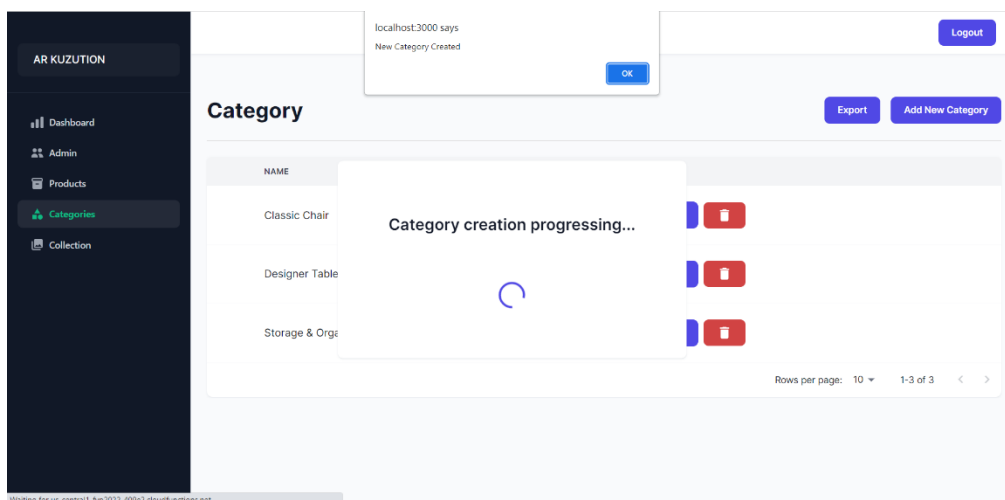 localhost:3000 says
New Category Created
OK
Logout
AR KUZUTION
Dashboard
Admin
Products
Categories
Collection
Category
Export
Add New Category
NAME
Classic Chair
Designer Table
Storage & Orga
Category creation progressing...
Rows per page: 10
1-3 of 3